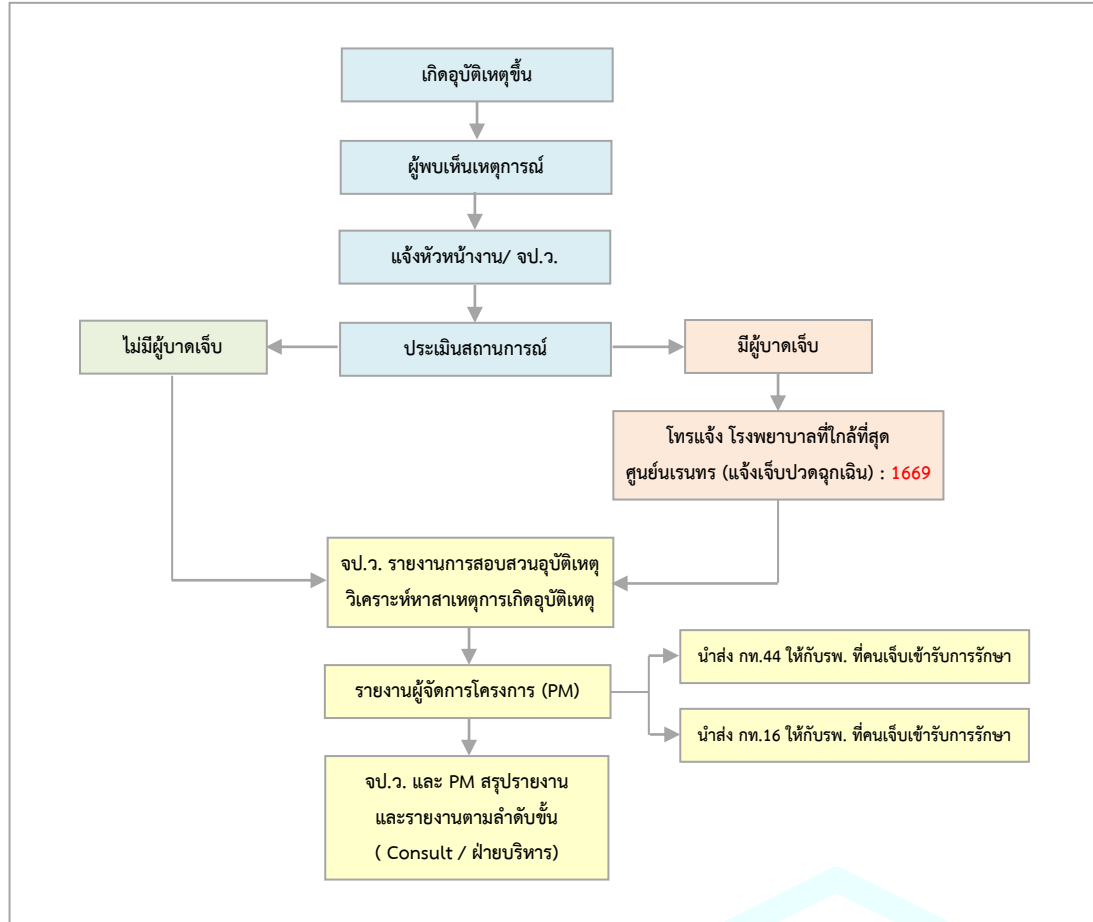 เกิดอุบัติเหตุขึ้น
ผู้พบเห็นเหตุการณ์
แจ้งหัวหน้างาน/ จป.ว.
ไม่มีผู้บาดเจ็บ
ประเมินสถานการณ์
มีผู้บาดเจ็บ
โทรแจ้ง โรงพยาบาลที่ใกล้ที่สุด
ศูนย์นเรนทร (แจ้งเจ็บปวดฉุกเฉิน) : 1669
จป.ว. รายงานการสอบสวนอุบัติเหตุ
วิเคราะห์หาสาเหตุการเกิดอุบัติเหตุ
นำส่ง กท.44 ให้กับรพ. ที่คนเจ็บเข้ารับการรักษา
รายงานผู้จัดการโครงการ (PM)
นำส่ง กท.16 ให้กับรพ. ที่คนเจ็บเข้ารับการรักษา
จป.ว. และ PM สรุปรายงาน
และรายงานตามลำดับขั้น
( Consult / ฝ่ายบริหาร)